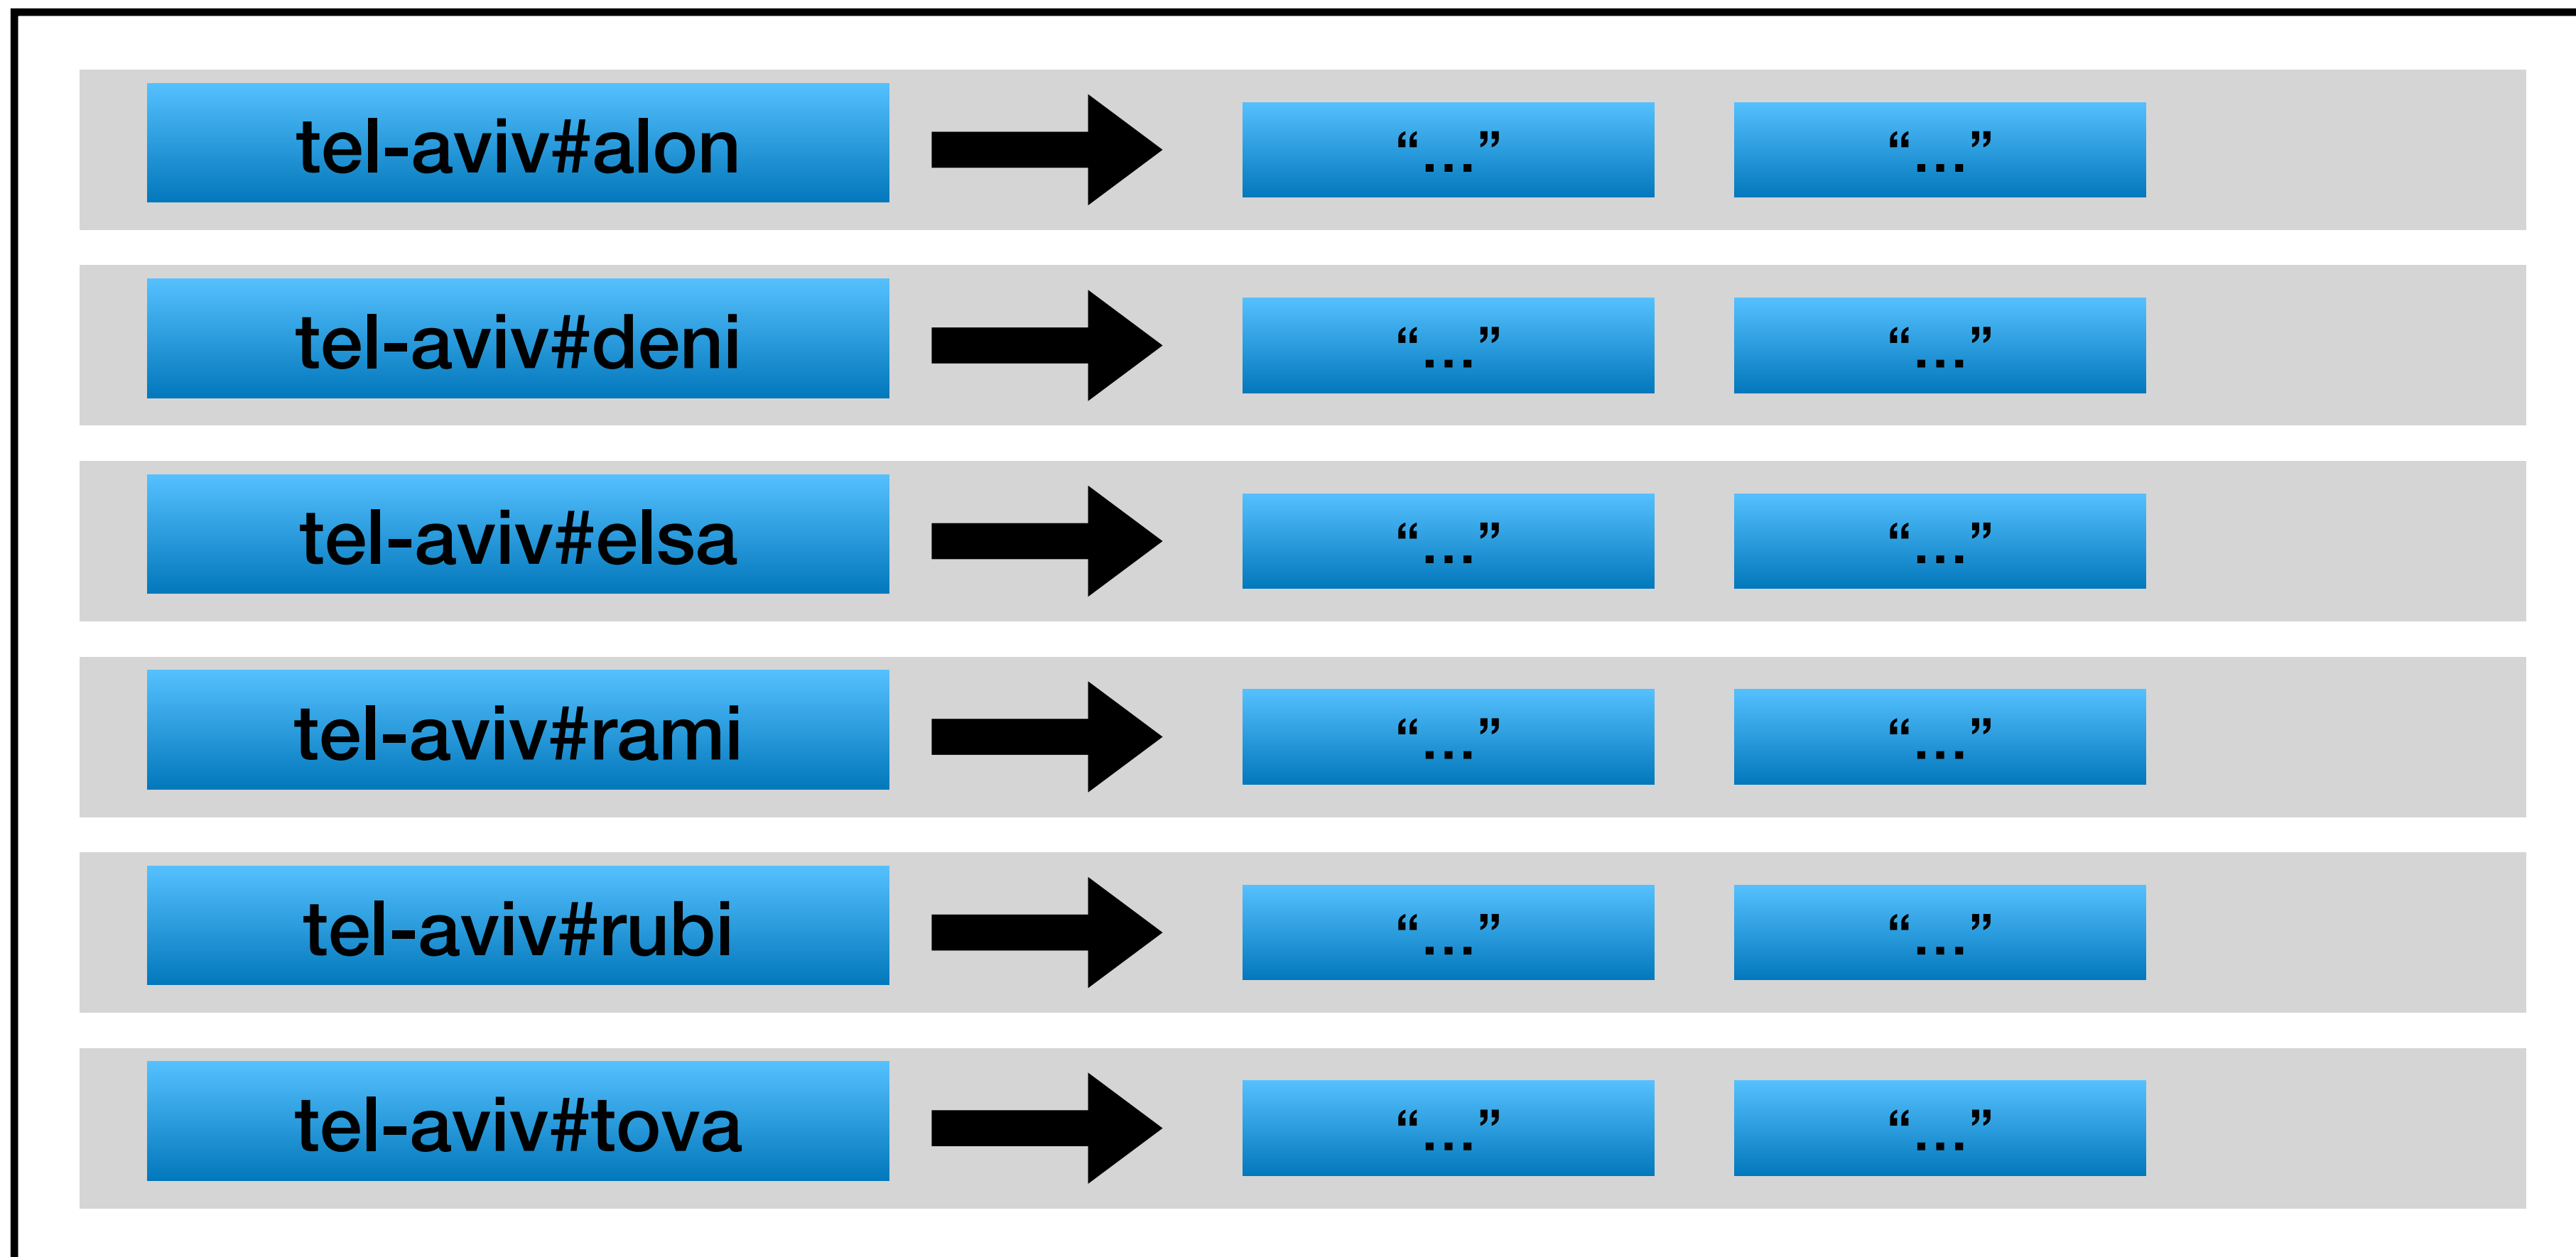 tel-aviv#alon “...” “...”
tel-aviv#deni “...” “...”
tel-aviv#elsa “...” “...”
tel-aviv#rami “...” “...”
tel-aviv#rubi “...” “...”
tel-aviv#tova “...” “...”